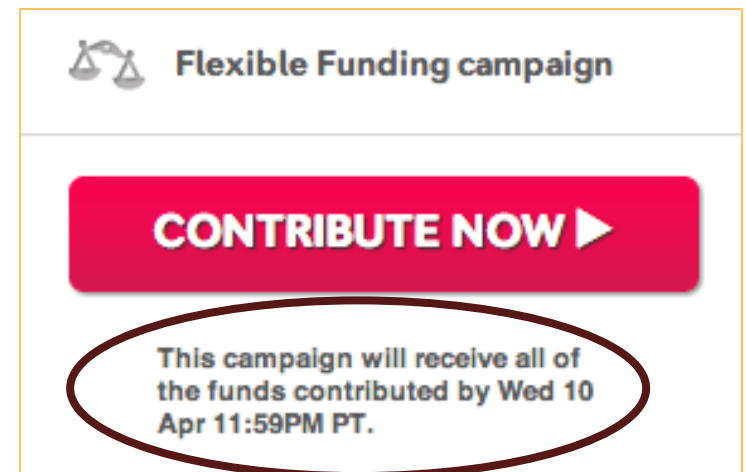 Flexible Funding campaign
CONTRIBUTE NOW
This campaign will receive all of
the funds contributed by Wed 10
Apr 11:59PM PT.